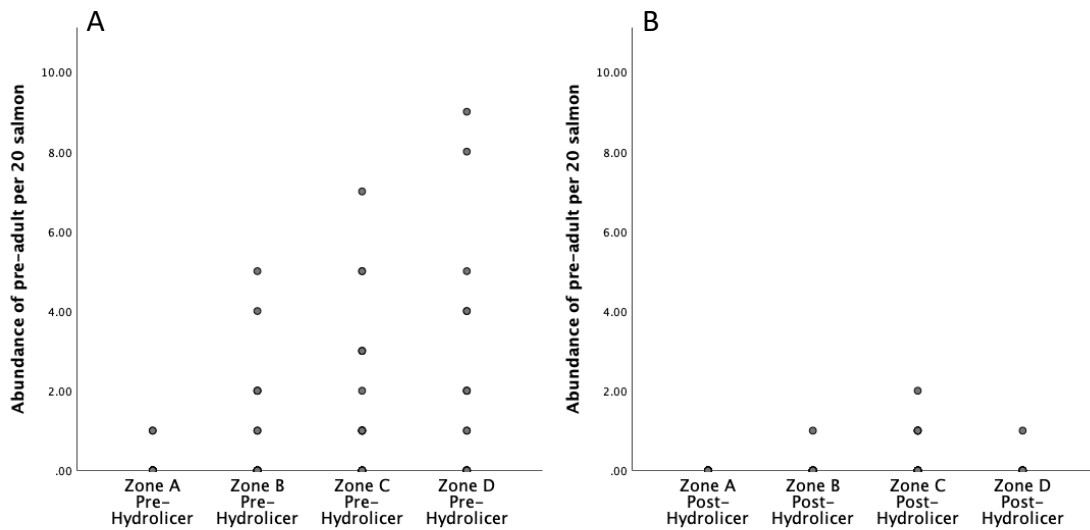 A
Abundance of pre-adult per 20 salmon
10.00
8.00
6.00
4.00
2.00
.00
Zone A
Pre-
Hydrolicer
Zone B
Pre-
Hydrolicer
Zone C
Pre-
Hydrolicer
Zone D
Pre-
Hydrolicer
B
Abundance of pre-adult per 20 salmon
10.00
8.00
6.00
4.00
2.00
.00
Zone A
Post-
Hydrolicer
Zone B
Post-
Hydrolicer
Zone C
Post-
Hydrolicer
Zone D
Post-
Hydrolicer